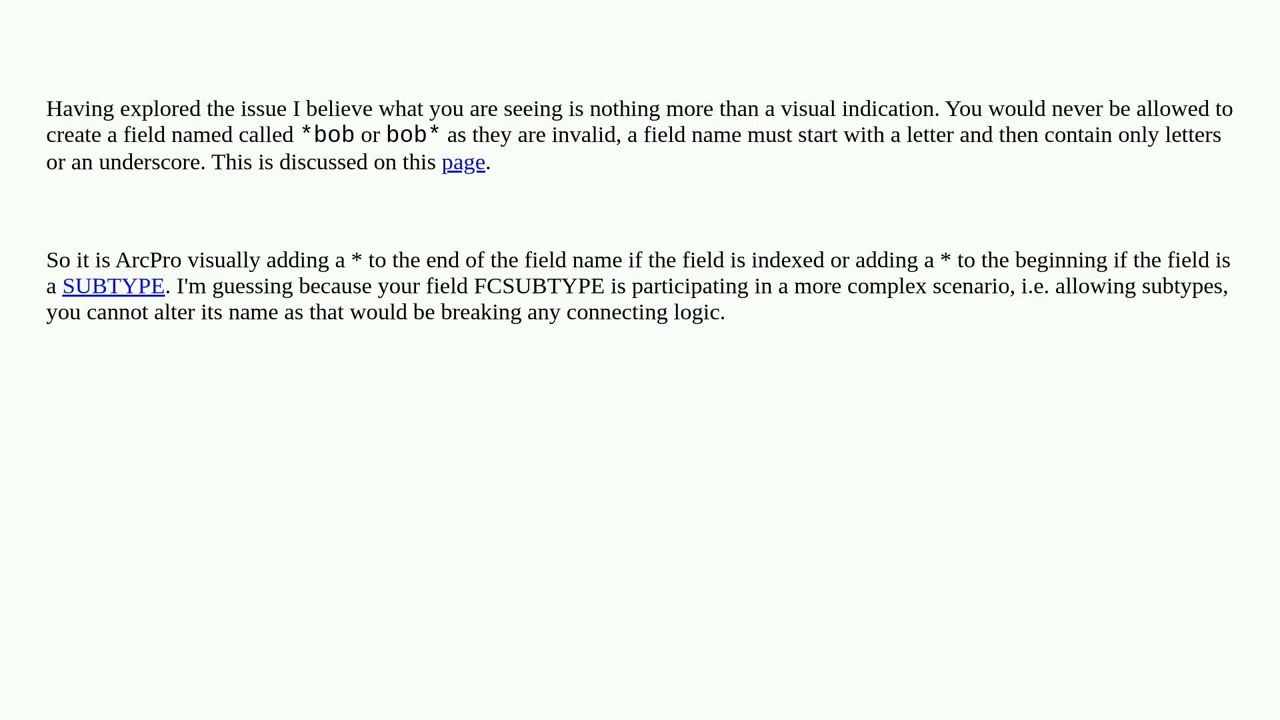 Having explored the issue I believe what you are seeing is nothing more than a visual indication. You would never be allowed to
create a field named called *bob or bob* as they are invalid, a field name must start with a letter and then contain only letters
or an underscore. This is discussed on this page.
So it is ArcPro visually adding a * to the end of the field name if the field is indexed or adding a * to the beginning if the field is
a SUBTYPE. I'm guessing because your field FCSUBTYPE is participating in a more complex scenario, i.e. allowing subtypes,
you cannot alter its name as that would be breaking any connecting logic.